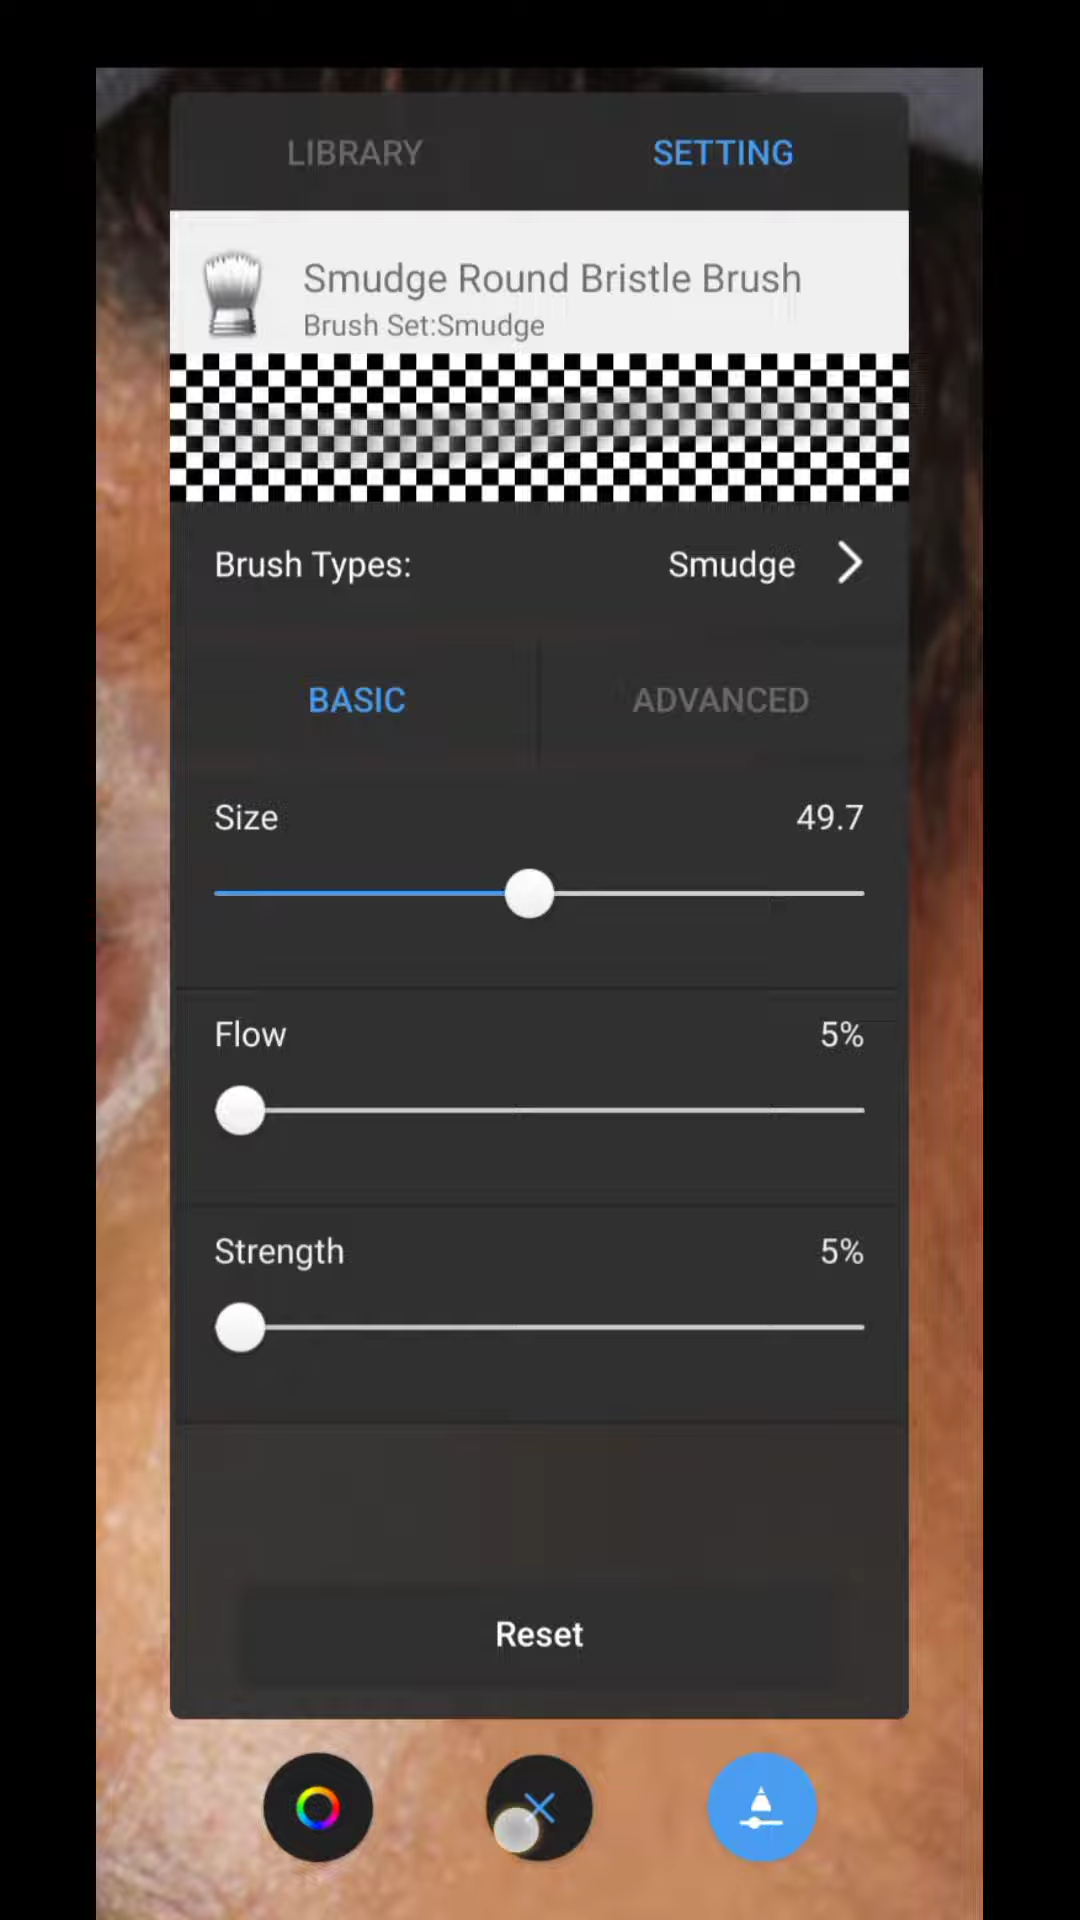 LIBRARY SETTING
Smudge Round Bristle Brush
Brush Set:Smudge
Brush Types: Smudge
BASIC ADVANCED
Size 49.7
Flow 5%
Strength 5%
Reset